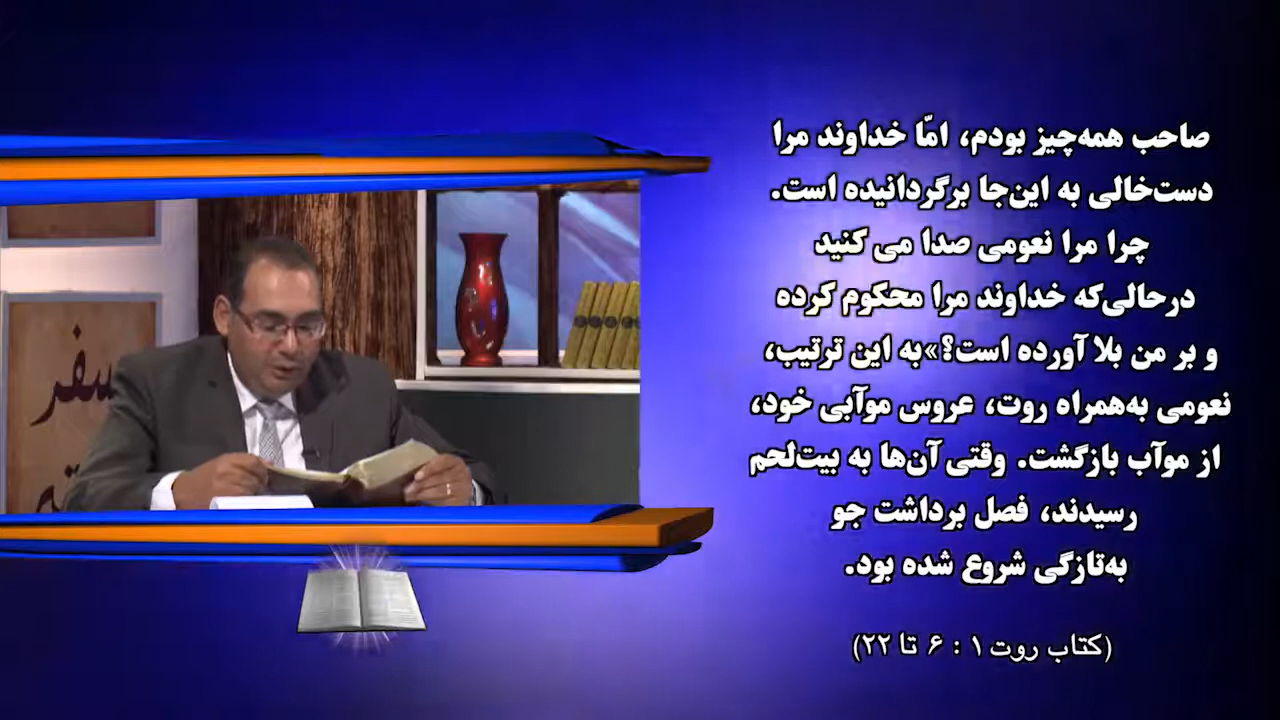 صاحب همه‌چیز بودم، امّا خداوند مرا
دست‌خالی به این‌جا برگردانیده است.
چرا مرا نعومی صدا می کنید
درحالی‌که خداوند مرا محکوم کرده
و بر من بلا آورده است؟»به این ترتیب،
نعومی به‌همراه روت، عروس موآبی خود،
از موآب بازگشت. وقتی آن‌ها به بیت‌لحم
رسیدند، فصل برداشت جو
به‌تازگی شروع شده بود.
(کتاب روت ۱ : ۶ تا ۲۲)
سفر